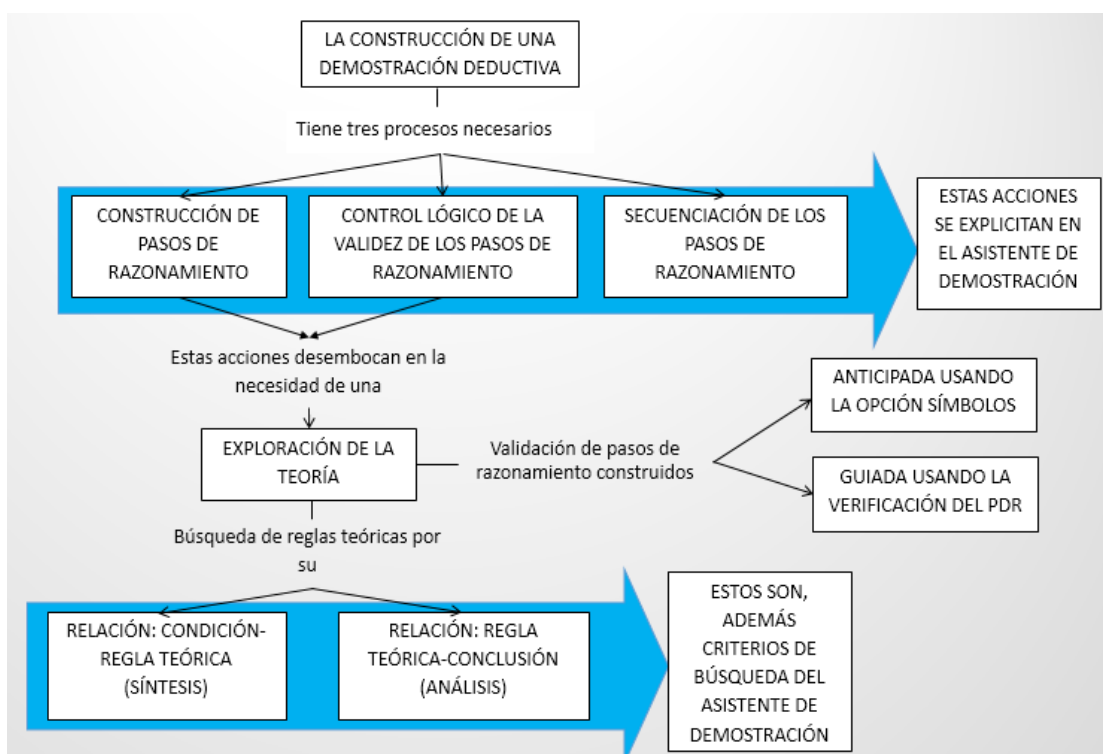 LA CONSTRUCCIÓN DE UNA
DEMOSTRACIÓN DEDUCTIVA
Tiene tres procesos necesarios
CONSTRUCCIÓN DE
PASOS DE
RAZONAMIENTO
CONTROL LÓGICO DE LA
VALIDEZ DE LOS PASOS DE
RAZONAMIENTO
SECUENCIACIÓN DE LOS
PASOS DE
RAZONAMIENTO
ESTAS ACCIONES
SE EXPLICITAN EN
EL ASISTENTE DE
DEMOSTRACIÓN
Estas acciones desembocan en la
necesidad de una
EXPLORACIÓN DE LA
TEORÍA
Validación de pasos de
razonamiento construidos
ANTICIPADA USANDO
LA OPCIÓN SÍMBOLOS
GUIADA USANDO LA
VERIFICACIÓN DEL PDR
Búsqueda de reglas teóricas por
su
RELACIÓN: CONDICIÓN-
REGLA TEÓRICA
(SÍNTESIS)
RELACIÓN: REGLA
TEÓRICA-CONCLUSIÓN
(ANÁLISIS)
ESTOS SON,
ADEMÁS
CRITERIOS DE
BÚSQUEDA DEL
ASISTENTE DE
DEMOSTRACIÓN